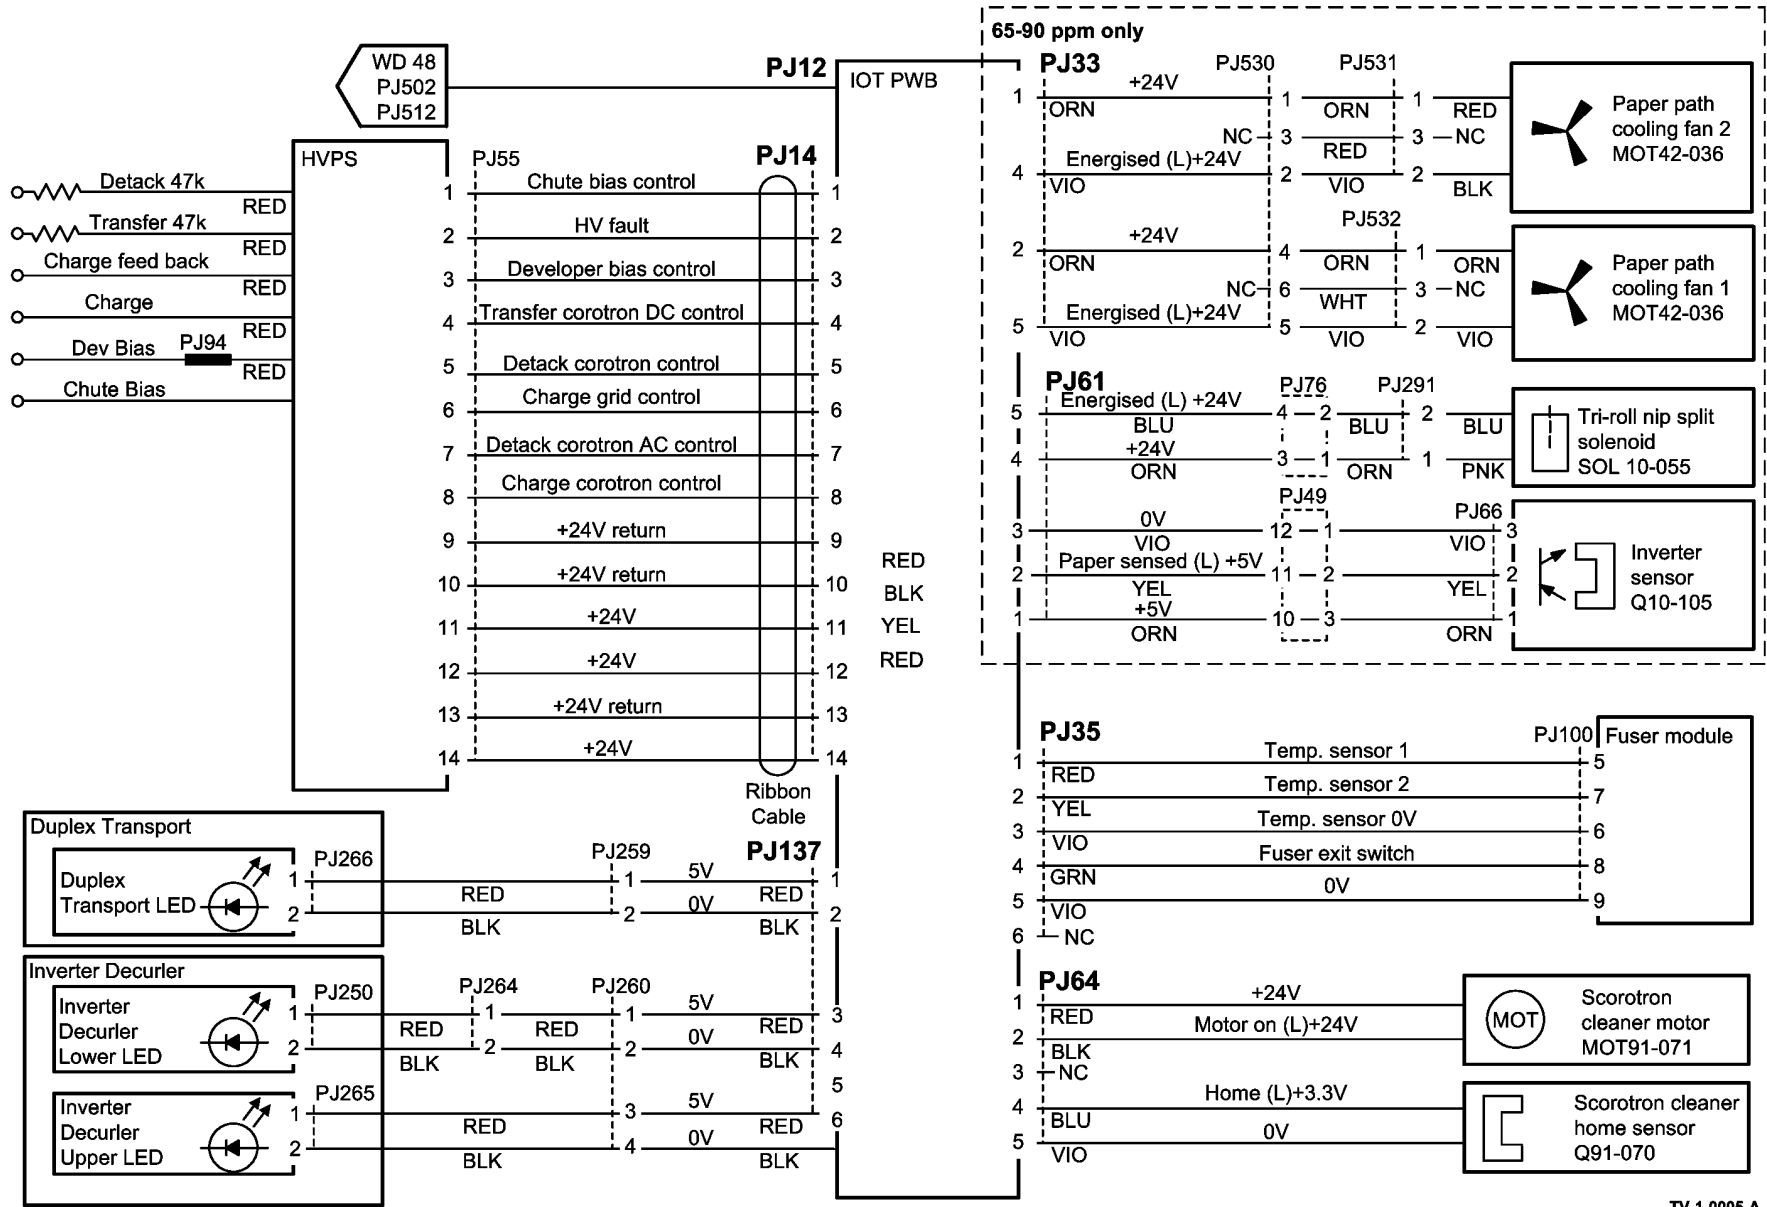 65-90 ppm only
WD 48
PJ502
PJ512
PJ12
IOT PWB
HVPS
PJ55
PJ14
Detack 47k
RED
Transfer 47k
RED
Charge feed back
RED
Charge
RED
Dev Bias
PJ94
RED
Chute Bias
1 Chute bias control 1
2 HV fault 2
3 Developer bias control 3
4 Transfer corotron DC control 4
5 Detack corotron control 5
6 Charge grid control 6
7 Detack corotron AC control 7
8 Charge corotron control 8
9 +24V return 9
10 +24V return 10
11 +24V 11
12 +24V 12
13 +24V return 13
14 +24V 14
Ribbon
Cable
RED
BLK
YEL
RED
Duplex Transport
Duplex
Transport LED
PJ266
PJ259
PJ137
1 RED 1 5V RED 1
2 BLK 2 0V BLK 2
Inverter Decurler
Inverter
Decurler
Lower LED
PJ250
PJ264
PJ260
1 RED 1 RED 1 5V RED 3
2 BLK 2 BLK 2 0V BLK 4
5
Inverter
Decurler
Upper LED
PJ265
1 RED 3 5V RED 6
2 BLK 4 0V BLK
PJ33
PJ530
PJ531
1 +24V ORN 1 ORN 1 RED
NC 3 RED 3 NC
4 Energised (L)+24V VIO 2 VIO 2 BLK
Paper path
cooling fan 2
MOT42-036
PJ532
2 +24V ORN 4 ORN 1 ORN
NC 6 WHT 3 NC
5 Energised (L)+24V VIO 5 VIO 2 VIO
Paper path
cooling fan 1
MOT42-036
PJ61
PJ76
PJ291
5 Energised (L) +24V BLU 4 2 BLU 2 BLU
4 +24V ORN 3 1 ORN 1 PNK
Tri-roll nip split
solenoid
SOL 10-055
PJ49
PJ66
3 0V VIO 12 1 VIO 3
2 Paper sensed (L) +5V YEL 11 2 YEL 2
1 +5V ORN 10 3 ORN 1
Inverter
sensor
Q10-105
PJ35
PJ100
Fuser module
1 RED Temp. sensor 1 5
2 YEL Temp. sensor 2 7
3 VIO Temp. sensor 0V 6
4 GRN Fuser exit switch 8
5 VIO 0V 9
6 NC
PJ64
1 RED +24V
2 BLK Motor on (L)+24V
3 NC
MOT
Scorotron
cleaner motor
MOT91-071
4 BLU Home (L)+3.3V
5 VIO 0V
Scorotron cleaner
home sensor
Q91-070